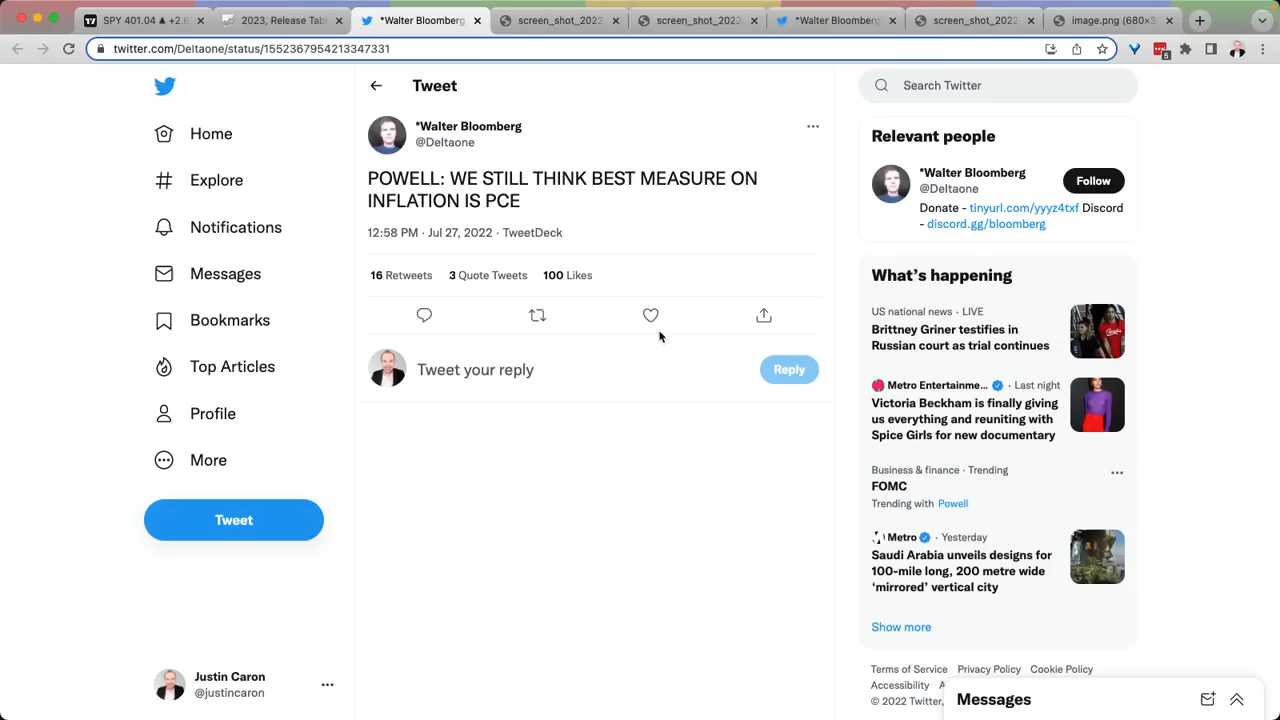 SPY 401.04 ▲ +2.6
2023, Release Tab
*Walter Bloomberg
screen_shot_2022
screen_shot_2022
*Walter Bloomberg
screen_shot_2022
image.png (680×3
twitter.com/Deltaone/status/1552367954213347331
5
Home
Explore
Notifications
Messages
Bookmarks
Top Articles
Profile
More
Tweet
Justin Caron
@justincaron
Tweet
*Walter Bloomberg
@Deltaone
POWELL: WE STILL THINK BEST MEASURE ON
INFLATION IS PCE
12:58 PM · Jul 27, 2022 · TweetDeck
16 Retweets 3 Quote Tweets 100 Likes
Tweet your reply
Reply
Search Twitter
Relevant people
*Walter Bloomberg
@Deltaone
Follow
Donate - tinyurl.com/yyyz4txf Discord
- discord.gg/bloomberg
What's happening
US national news · LIVE
Brittney Griner testifies in
Russian court as trial continues
Metro Entertainme... · Last night
Victoria Beckham is finally giving
us everything and reuniting with
Spice Girls for new documentary
Business & finance · Trending
FOMC
Trending with Powell
Metro · Yesterday
Saudi Arabia unveils designs for
100-mile long, 200 metre wide
‘mirrored’ vertical city
Show more
Terms of Service Privacy Policy Cookie Policy
Accessibility A
© 2022 Twitter,
Messages